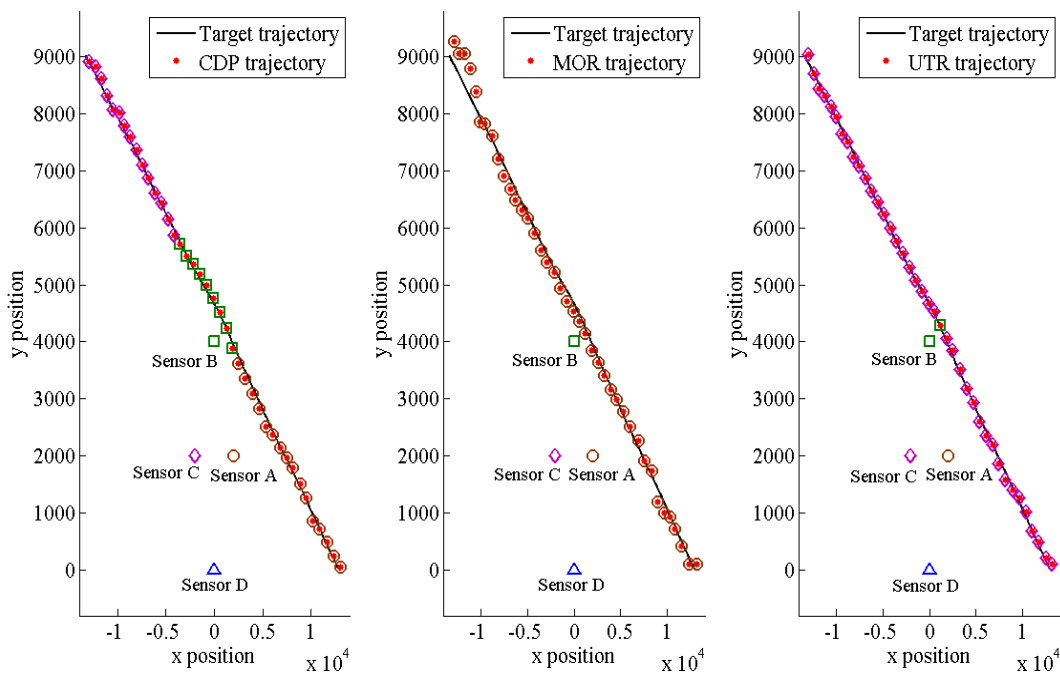 Target trajectory
CDP trajectory
9000
8000
7000
6000
5000
4000
3000
2000
1000
0
y position
Sensor B
Sensor C
Sensor A
Sensor D
-1 -0.5 0 0.5 1
x position
x 10^4
Target trajectory
MOR trajectory
9000
8000
7000
6000
5000
4000
3000
2000
1000
0
y position
Sensor B
Sensor C
Sensor A
Sensor D
-1 -0.5 0 0.5 1
x position
x 10^4
Target trajectory
UTR trajectory
9000
8000
7000
6000
5000
4000
3000
2000
1000
0
y position
Sensor B
Sensor C
Sensor A
Sensor D
-1 -0.5 0 0.5 1
x position
x 10^4